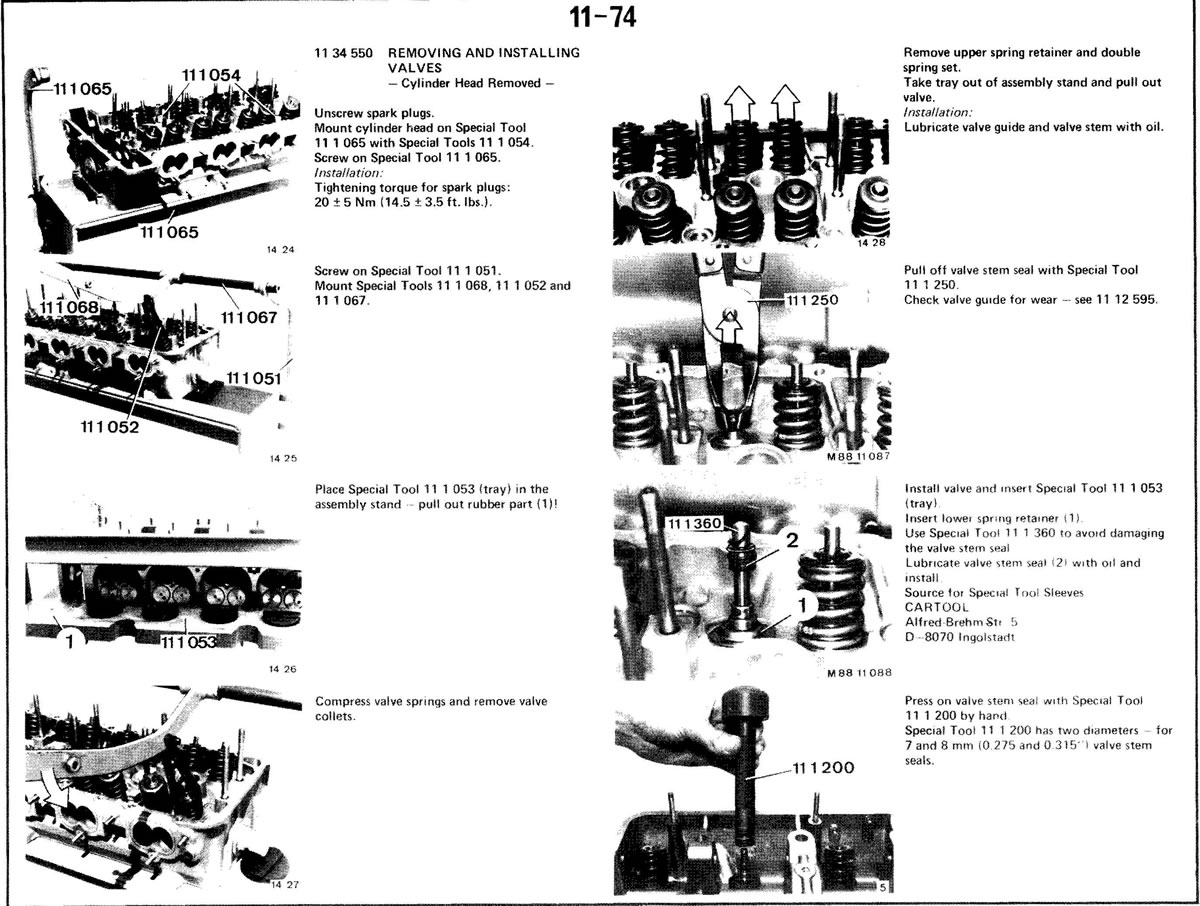 11-74
11 34 550 REMOVING AND INSTALLING
VALVES
— Cylinder Head Removed —
111065
111054
111065
14 24
Unscrew spark plugs.
Mount cylinder head on Special Tool
11 1 065 with Special Tools 11 1 054.
Screw on Special Tool 11 1 065.
Installation:
Tightening torque for spark plugs:
20 ± 5 Nm (14.5 ± 3.5 ft. lbs.).
111068
111067
111051
111052
14 25
Screw on Special Tool 11 1 051.
Mount Special Tools 11 1 068, 11 1 052 and
11 1 067.
1
111053
14 26
Place Special Tool 11 1 053 (tray) in the
assembly stand — pull out rubber part (1)!
14 27
Compress valve springs and remove valve
collets.
14 28
Remove upper spring retainer and double
spring set.
Take tray out of assembly stand and pull out
valve.
Installation:
Lubricate valve guide and valve stem with oil.
111250
M88 11 087
Pull off valve stem seal with Special Tool
11 1 250.
Check valve guide for wear — see 11 12 595.
111360
2
1
M88 11 088
Install valve and insert Special Tool 11 1 053
(tray).
Insert lower spring retainer (1).
Use Special Tool 11 1 360 to avoid damaging
the valve stem seal
Lubricate valve stem seal (2) with oil and
install
Source for Special Tool Sleeves
CARTOOL
Alfred-Brehm-Str. 5
D-8070 Ingolstadt
111200
5
Press on valve stem seal with Special Tool
11 1 200 by hand.
Special Tool 11 1 200 has two diameters — for
7 and 8 mm (0.275 and 0.315'') valve stem
seals.